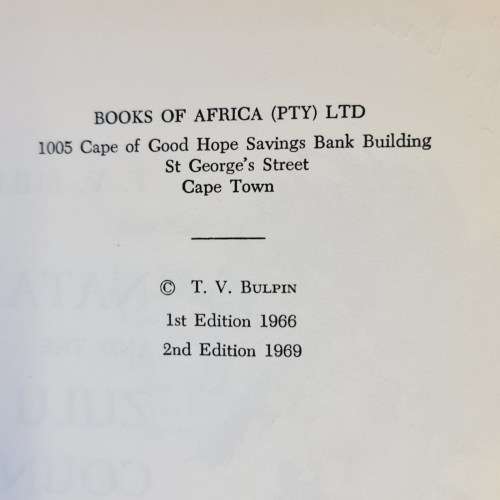 BOOKS OF AFRICA (PTY) LTD
1005 Cape of Good Hope Savings Bank Building
St George's Street
Cape Town
© T. V. BULPIN
1st Edition 1966
2nd Edition 1969